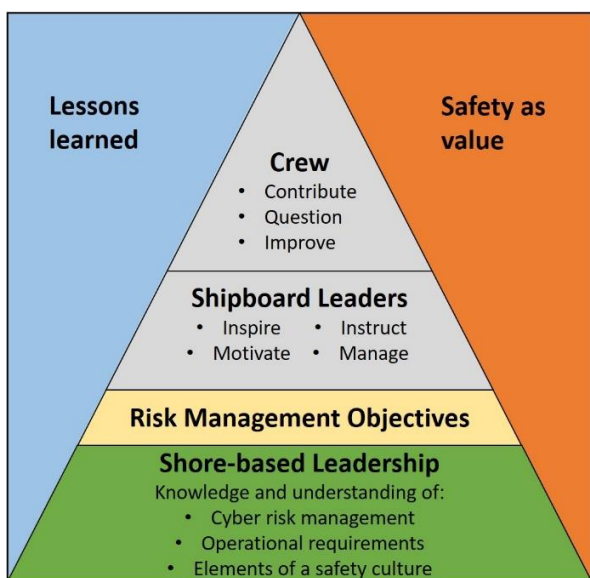 Lessons
learned
Safety as
value
Crew
• Contribute
• Question
• Improve
Shipboard Leaders
• Inspire • Instruct
• Motivate • Manage
Risk Management Objectives
Shore-based Leadership
Knowledge and understanding of:
• Cyber risk management
• Operational requirements
• Elements of a safety culture